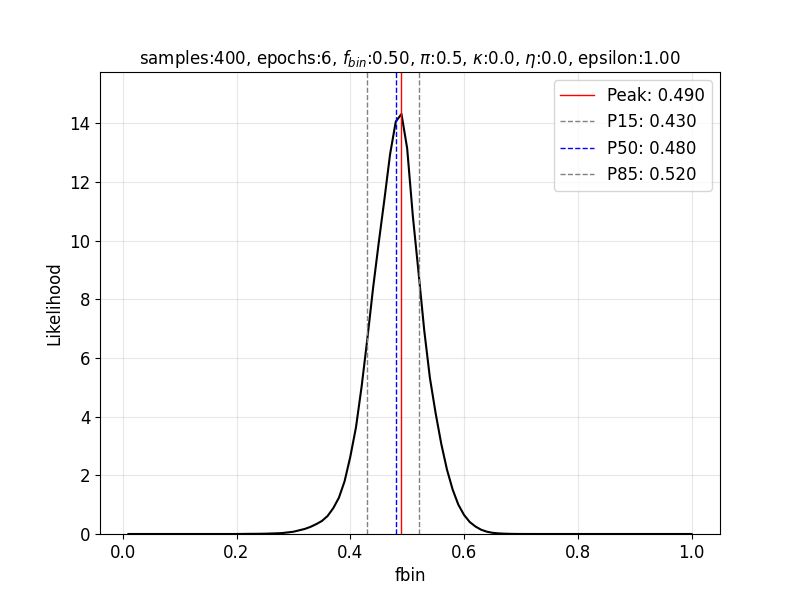 samples:400, epochs:6, f_bin:0.50, π:0.5, κ:0.0, η:0.0, epsilon:1.00
Peak: 0.490
P15: 0.430
P50: 0.480
P85: 0.520
Likelihood
14
12
10
8
6
4
2
0
0.0 0.2 0.4 0.6 0.8 1.0
fbin